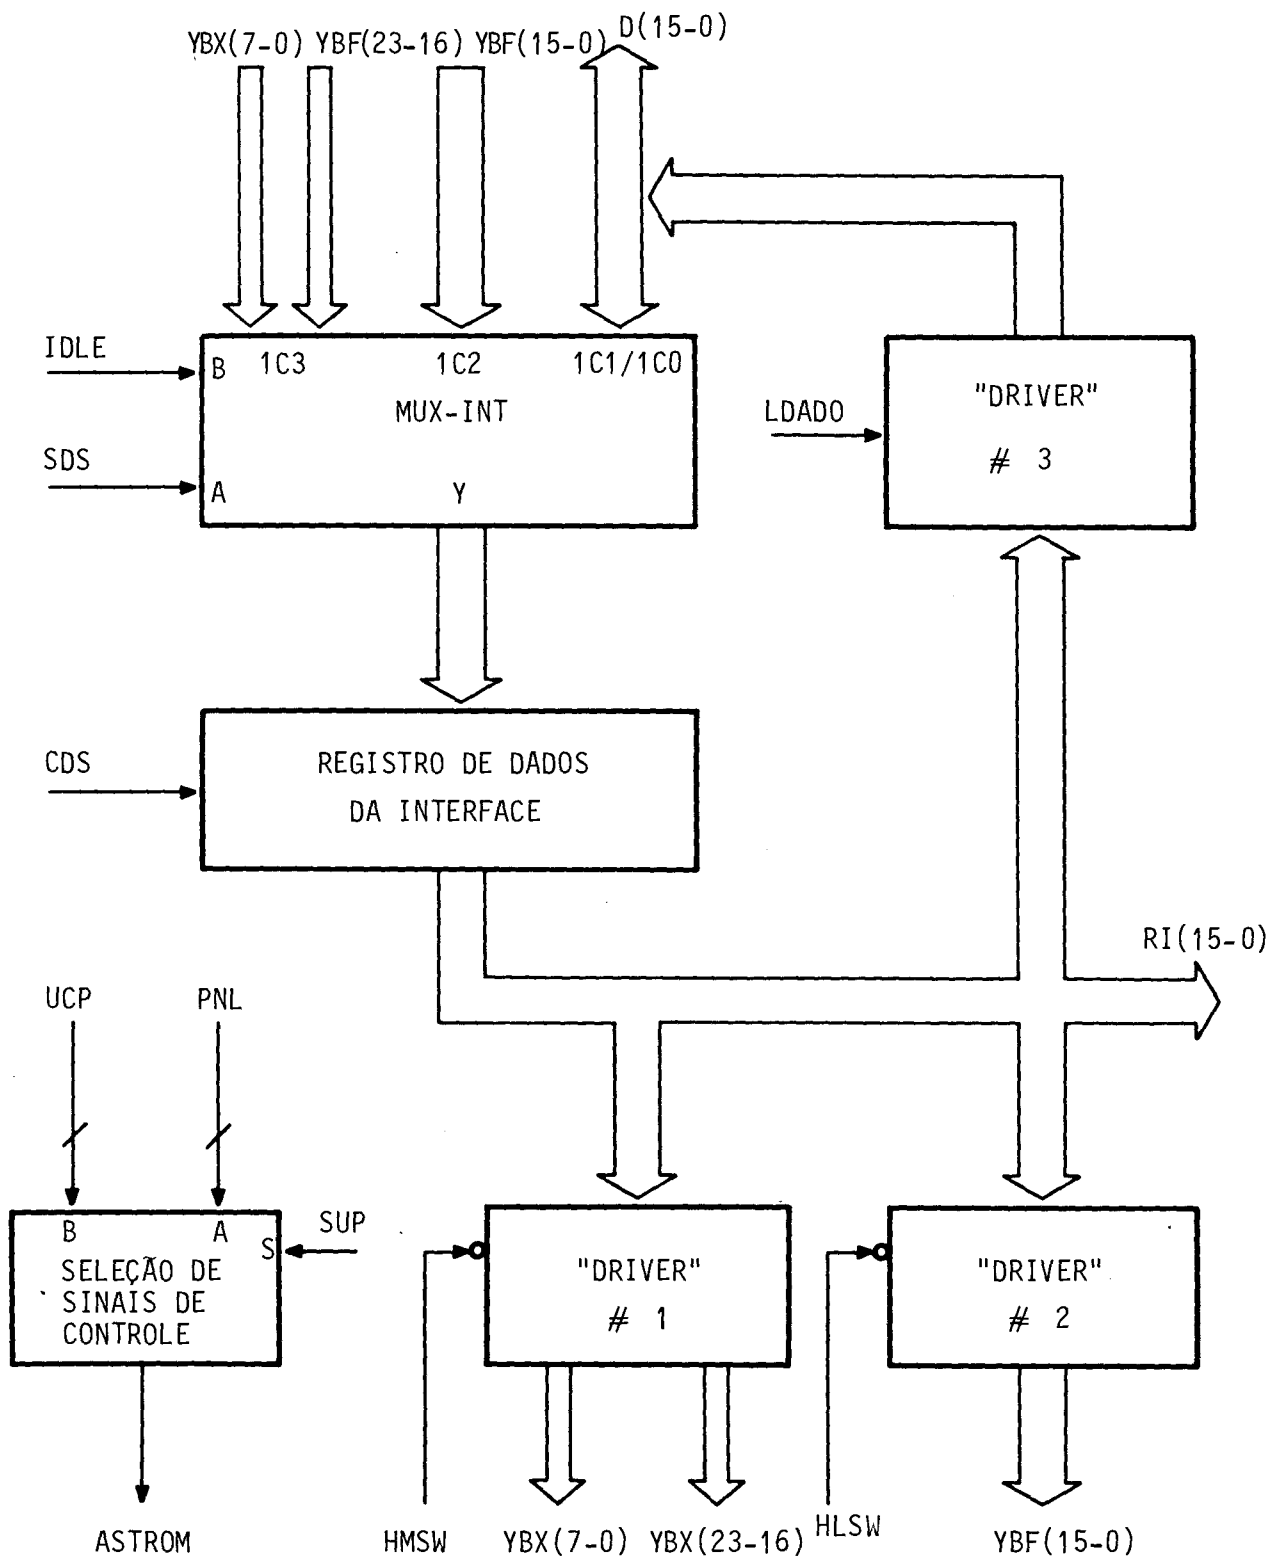 YBX(7-0) YBF(23-16) YBF(15-0) D(15-0)
IDLE
B 1C3 1C2 1C1/1C0
MUX-INT
SDS
A Y
LDADO
"DRIVER"
# 3
CDS
REGISTRO DE DADOS
DA INTERFACE
RI(15-0)
UCP PNL
B A
S
SUP
SELEÇÃO DE
SINAIS DE
CONTROLE
"DRIVER"
# 1
"DRIVER"
# 2
ASTROM
HMSW
YBX(7-0) YBX(23-16)
HLSW
YBF(15-0)